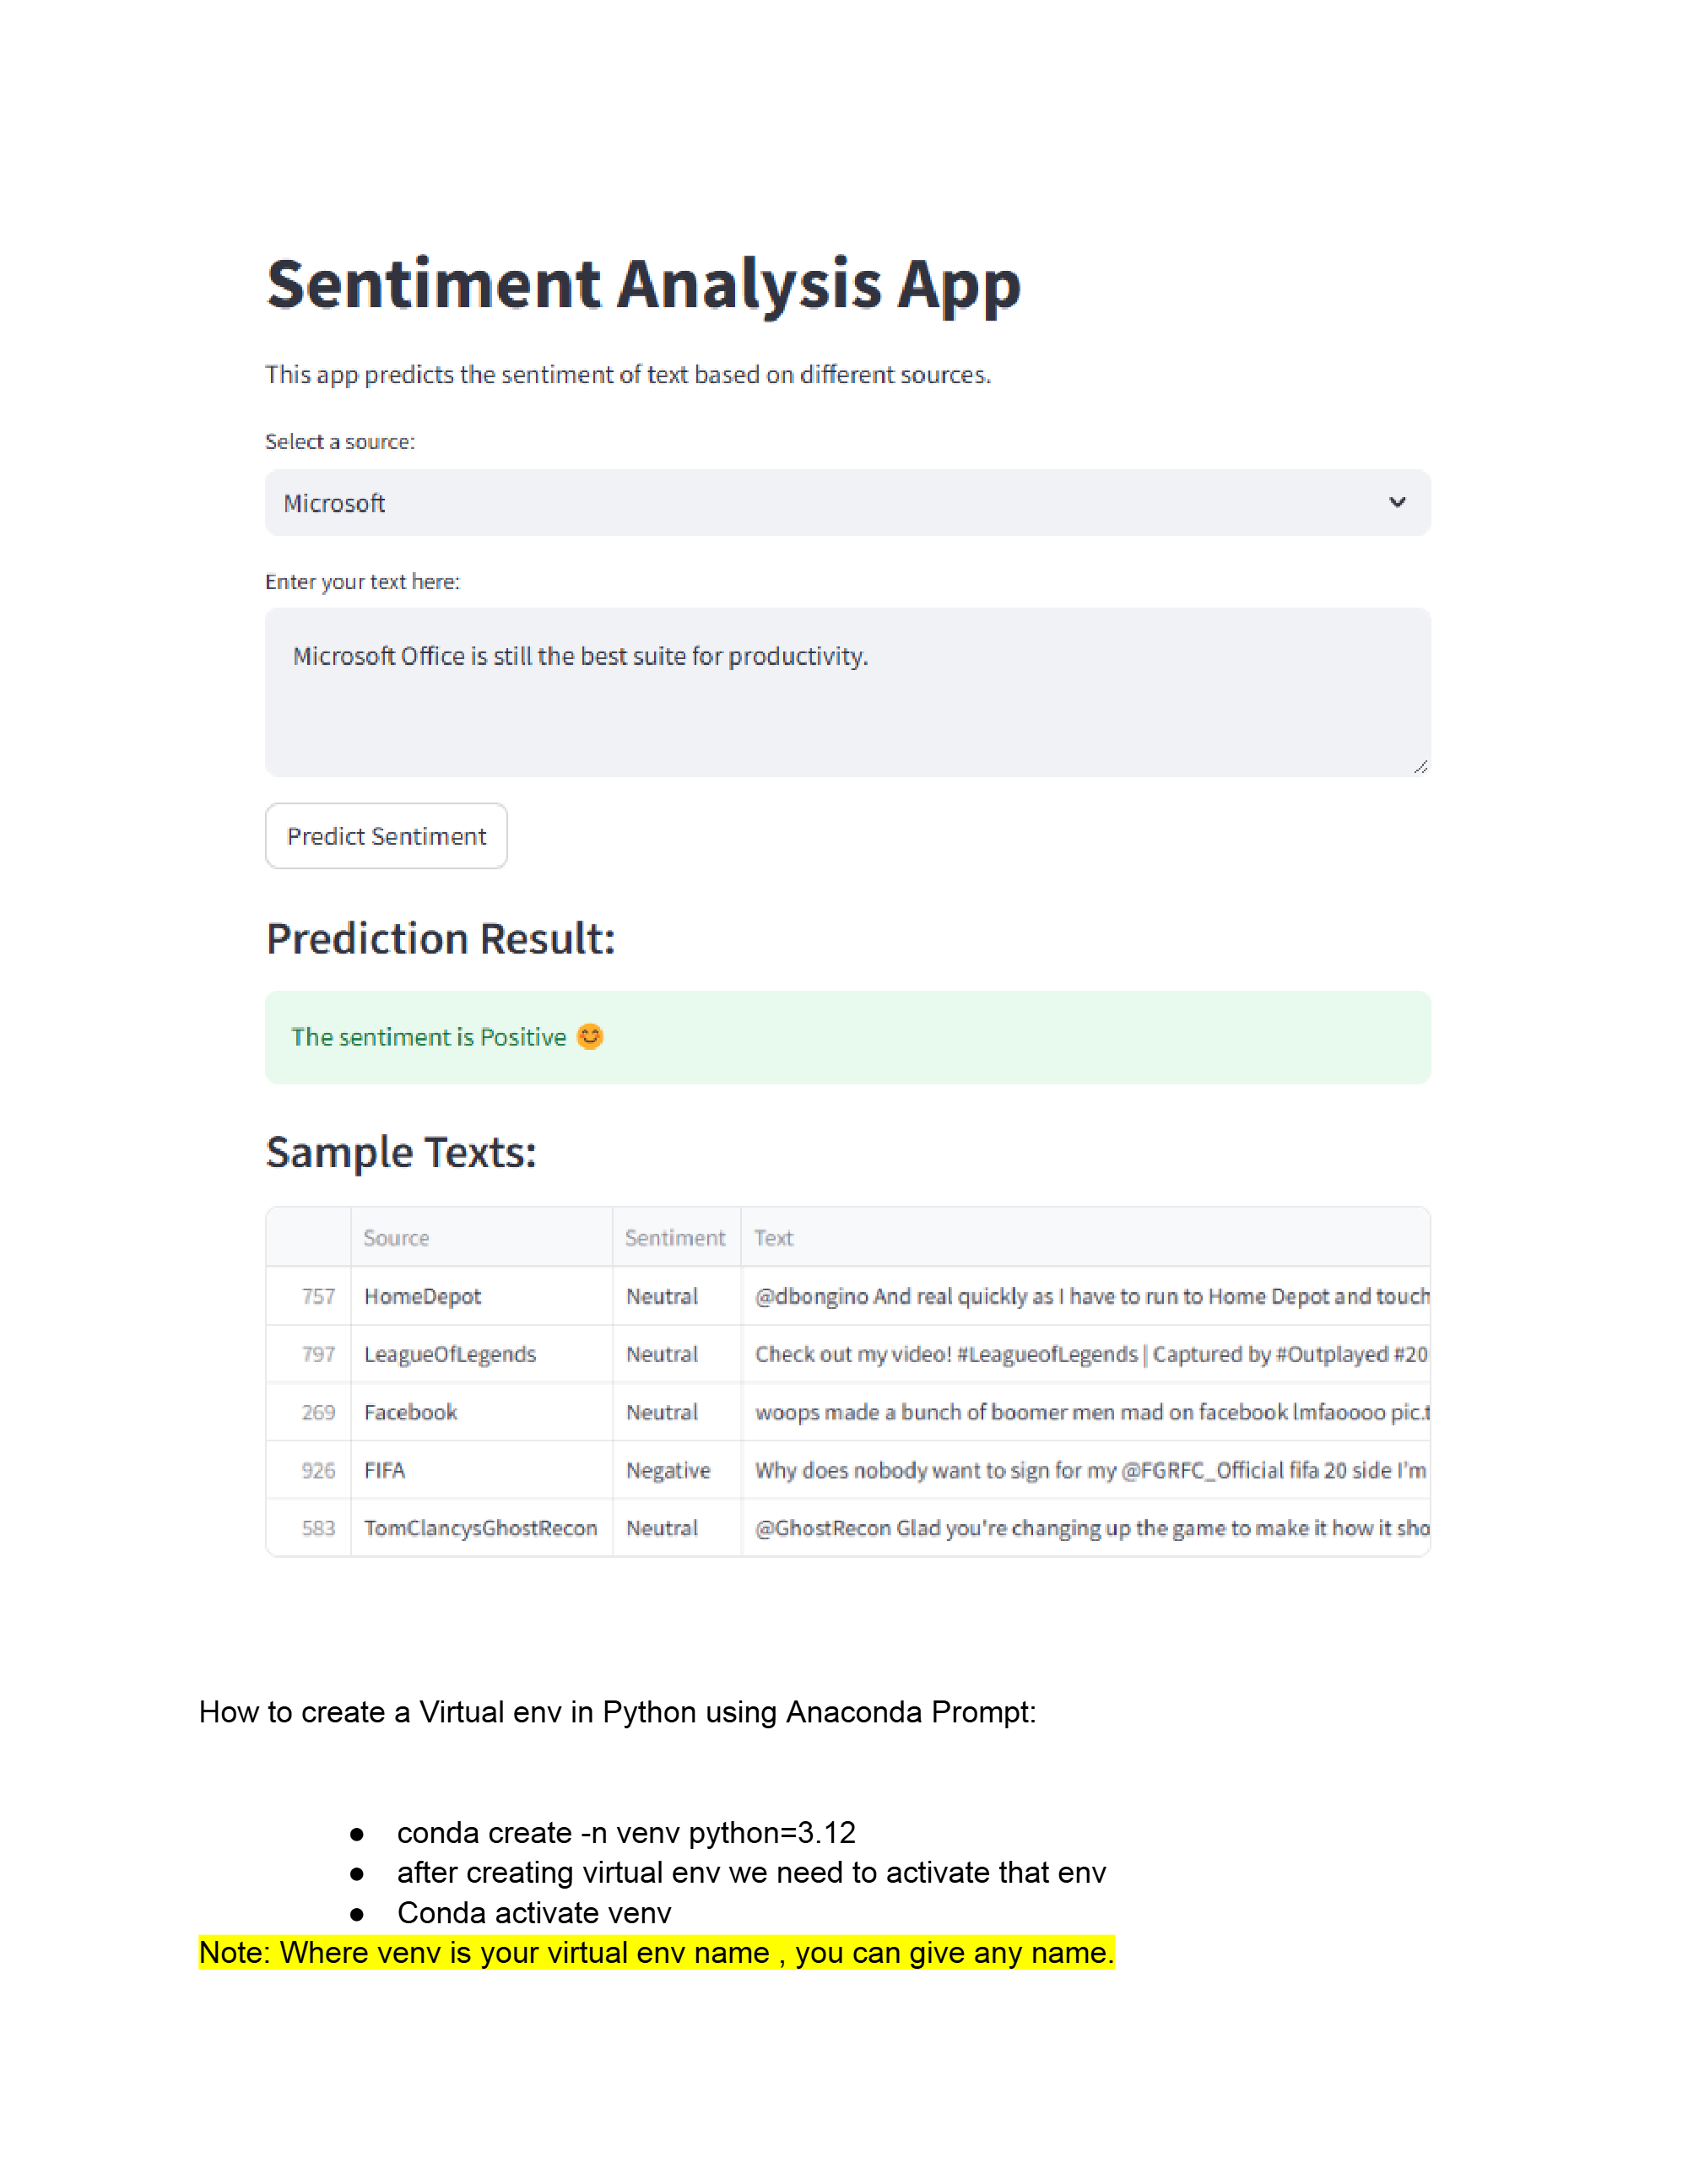 Sentiment Analysis App
This app predicts the sentiment of text based on different sources.
Select a source:
Microsoft
Enter your text here:
Microsoft Office is still the best suite for productivity.
Predict Sentiment
Prediction Result:
The sentiment is Positive 😊
Sample Texts:
Source Sentiment Text
757 HomeDepot Neutral @dbongino And real quickly as I have to run to Home Depot and touch
797 LeagueOfLegends Neutral Check out my video! #LeagueofLegends | Captured by #Outplayed #20
269 Facebook Neutral woops made a bunch of boomer men mad on facebook lmfaoooo pic.t
926 FIFA Negative Why does nobody want to sign for my @FGRFC_Official fifa 20 side I'm
583 TomClancysGhostRecon Neutral @GhostRecon Glad you're changing up the game to make it how it sho
How to create a Virtual env in Python using Anaconda Prompt:
● conda create -n venv python=3.12
● after creating virtual env we need to activate that env
● Conda activate venv
Note: Where venv is your virtual env name , you can give any name.